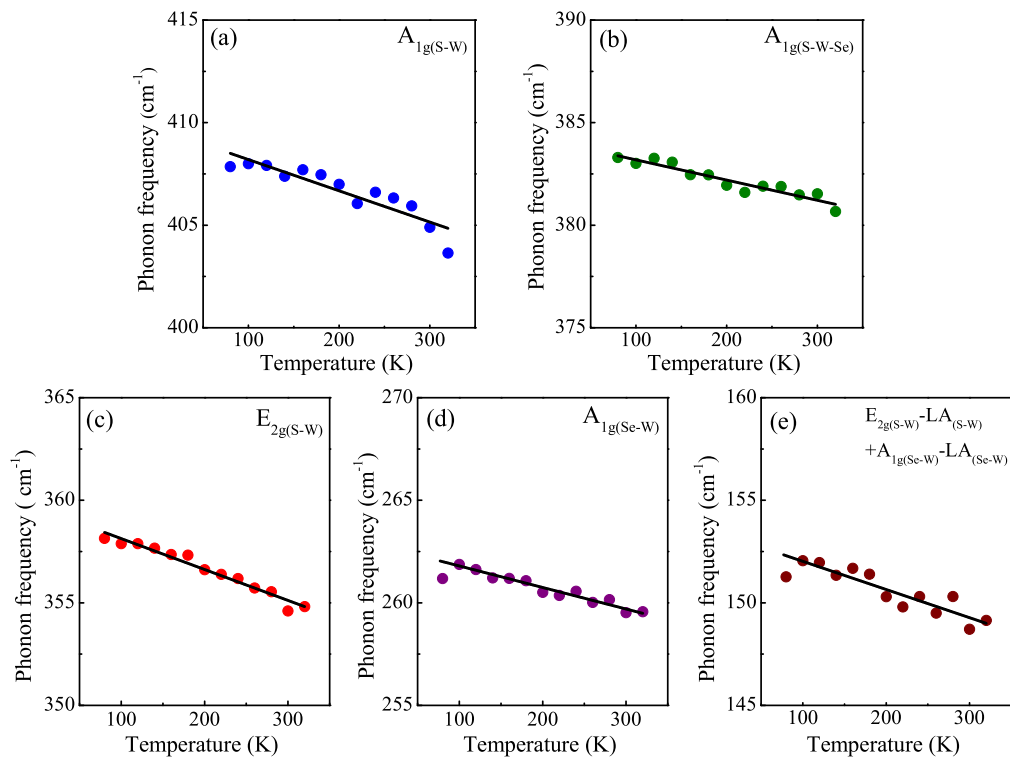 (a)
A1g(S-W)
Phonon frequency (cm-1)
415
410
405
400
100
200
300
Temperature (K)
(b)
A1g(S-W-Se)
Phonon frequency (cm-1)
390
385
380
375
100
200
300
Temperature (K)
(c)
E2g(S-W)
Phonon frequency ( cm-1)
365
360
355
350
100
200
300
Temperature (K)
(d)
A1g(Se-W)
Phonon frequency (cm-1)
270
265
260
255
100
200
300
Temperature (K)
(e)
E2g(S-W)-LA(S-W)
+A1g(Se-W)-LA(Se-W)
Phonon frequency (cm-1)
160
155
150
145
100
200
300
Temperature (K)